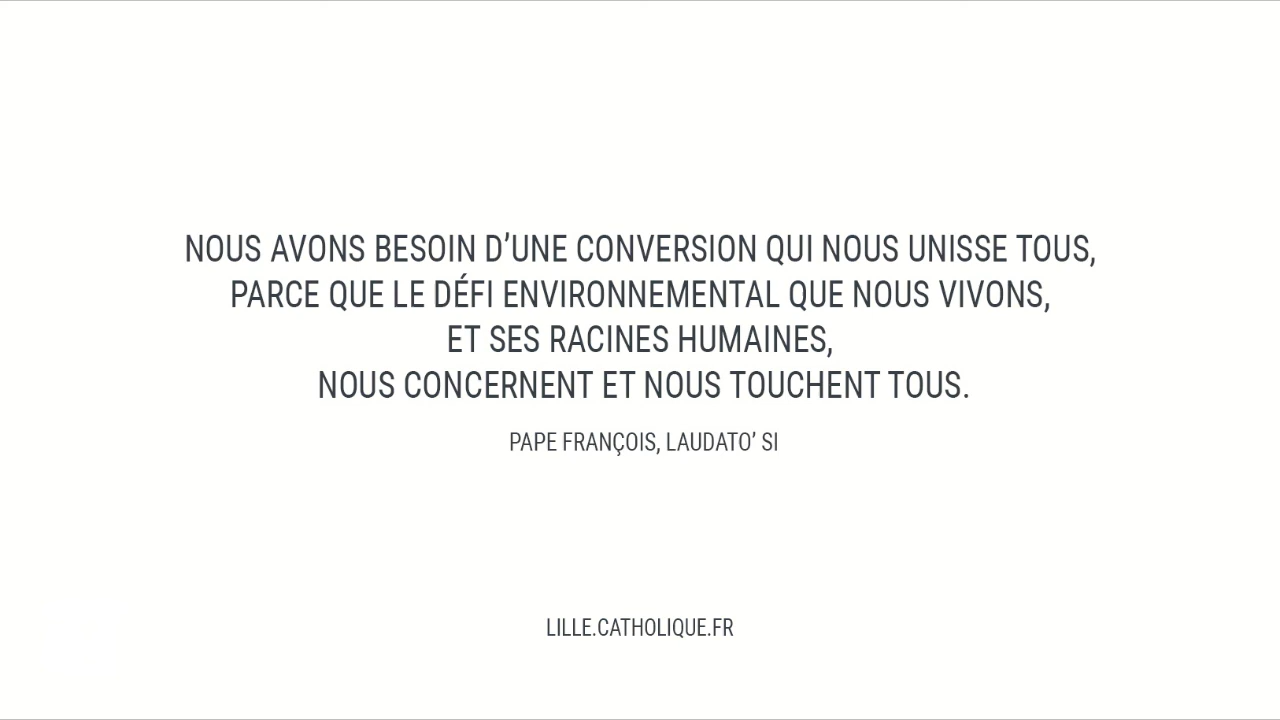 NOUS AVONS BESOIN D’UNE CONVERSION QUI NOUS UNISSE TOUS,
PARCE QUE LE DÉFI ENVIRONNEMENTAL QUE NOUS VIVONS,
ET SES RACINES HUMAINES,
NOUS CONCERNENT ET NOUS TOUCHENT TOUS.
PAPE FRANÇOIS, LAUDATO’ SI
LILLE.CATHOLIQUE.FR